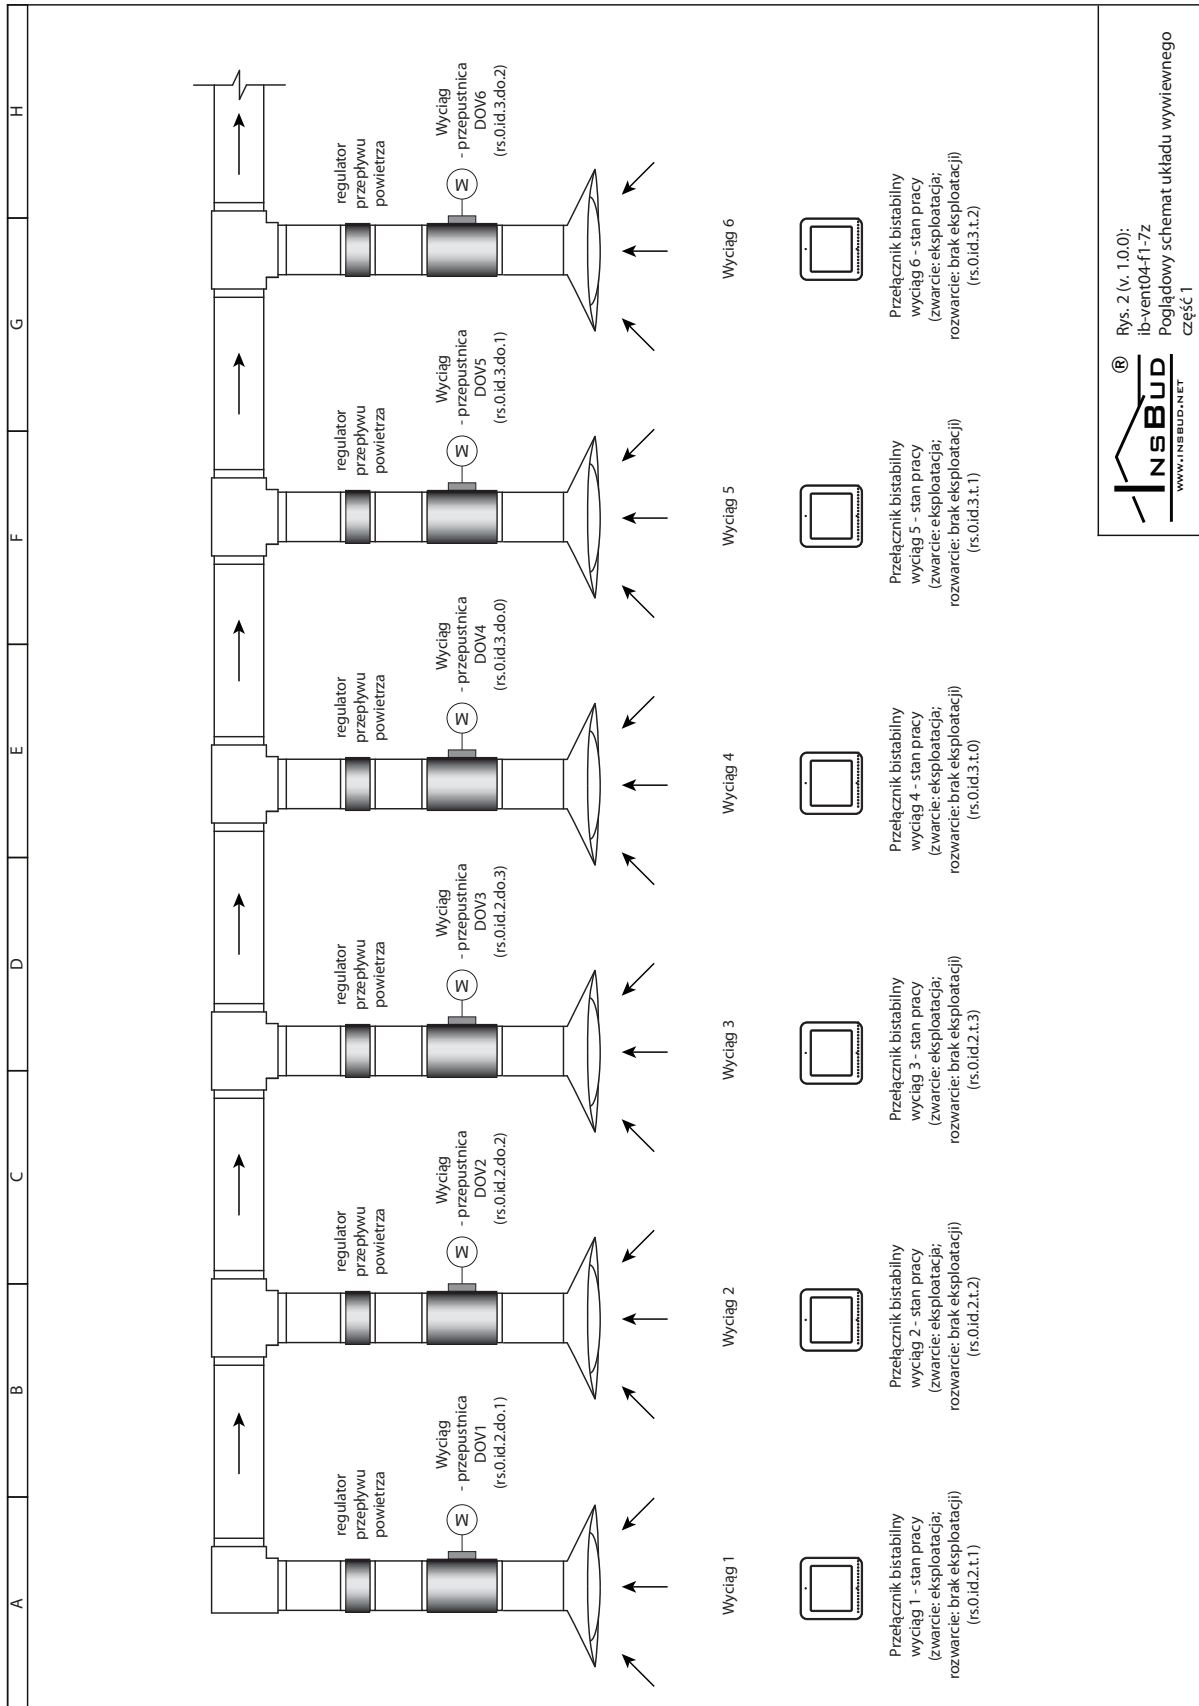 A
B
C
D
E
F
G
H
regulator
przepływu
powietrza
regulator
przepływu
powietrza
regulator
przepływu
powietrza
regulator
przepływu
powietrza
regulator
przepływu
powietrza
regulator
przepływu
powietrza
M
Wyciąg
- przepustnica
DOV1
(rs.0.id.2.do.1)
M
Wyciąg
- przepustnica
DOV2
(rs.0.id.2.do.2)
M
Wyciąg
- przepustnica
DOV3
(rs.0.id.2.do.3)
M
Wyciąg
- przepustnica
DOV4
(rs.0.id.3.do.0)
M
Wyciąg
- przepustnica
DOV5
(rs.0.id.3.do.1)
M
Wyciąg
- przepustnica
DOV6
(rs.0.id.3.do.2)
Wyciąg 1
Wyciąg 2
Wyciąg 3
Wyciąg 4
Wyciąg 5
Wyciąg 6
Przełącznik bistabilny
wyciąg 1 - stan pracy
(zwarcie: eksploatacja;
rozwarcie: brak eksploatacji)
(rs.0.id.2.t.1)
Przełącznik bistabilny
wyciąg 2 - stan pracy
(zwarcie: eksploatacja;
rozwarcie: brak eksploatacji)
(rs.0.id.2.t.2)
Przełącznik bistabilny
wyciąg 3 - stan pracy
(zwarcie: eksploatacja;
rozwarcie: brak eksploatacji)
(rs.0.id.2.t.3)
Przełącznik bistabilny
wyciąg 4 - stan pracy
(zwarcie: eksploatacja;
rozwarcie: brak eksploatacji)
(rs.0.id.3.t.0)
Przełącznik bistabilny
wyciąg 5 - stan pracy
(zwarcie: eksploatacja;
rozwarcie: brak eksploatacji)
(rs.0.id.3.t.1)
Przełącznik bistabilny
wyciąg 6 - stan pracy
(zwarcie: eksploatacja;
rozwarcie: brak eksploatacji)
(rs.0.id.3.t.2)
INSBUD ®
WWW.INSBUD.NET
Rys. 2 (v. 1.0.0):
ib-vent04-f1-7z
Poglądowy schemat układu wywiewnego
część 1